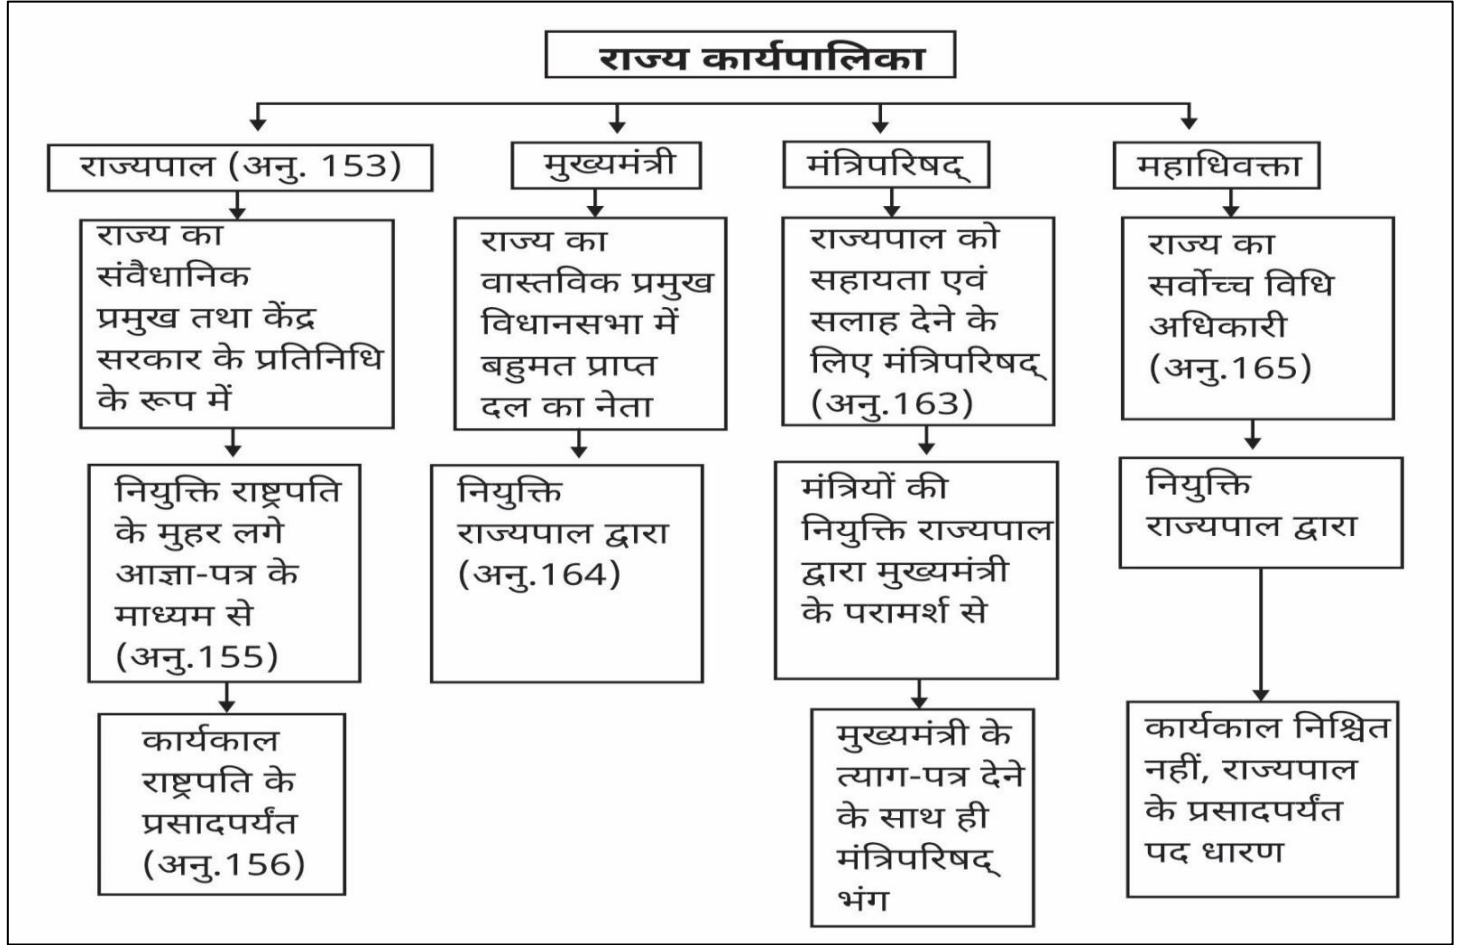 राज्य कार्यपालिका
राज्यपाल (अनु. 153)
राज्य का
संवैधानिक
प्रमुख तथा केंद्र
सरकार के प्रतिनिधि
के रूप में
नियुक्ति राष्ट्रपति
के मुहर लगे
आज्ञा-पत्र के
माध्यम से
(अनु.155)
कार्यकाल
राष्ट्रपति के
प्रसादपर्यंत
(अनु.156)
मुख्यमंत्री
राज्य का
वास्तविक प्रमुख
विधानसभा में
बहुमत प्राप्त
दल का नेता
नियुक्ति
राज्यपाल द्वारा
(अनु.164)
मंत्रिपरिषद्
राज्यपाल को
सहायता एवं
सलाह देने के
लिए मंत्रिपरिषद्
(अनु.163)
मंत्रियों की
नियुक्ति राज्यपाल
द्वारा मुख्यमंत्री
के परामर्श से
मुख्यमंत्री के
त्याग-पत्र देने
के साथ ही
मंत्रिपरिषद्
भंग
महाधिवक्ता
राज्य का
सर्वोच्च विधि
अधिकारी
(अनु.165)
नियुक्ति
राज्यपाल द्वारा
कार्यकाल निश्चित
नहीं, राज्यपाल
के प्रसादपर्यंत
पद धारण